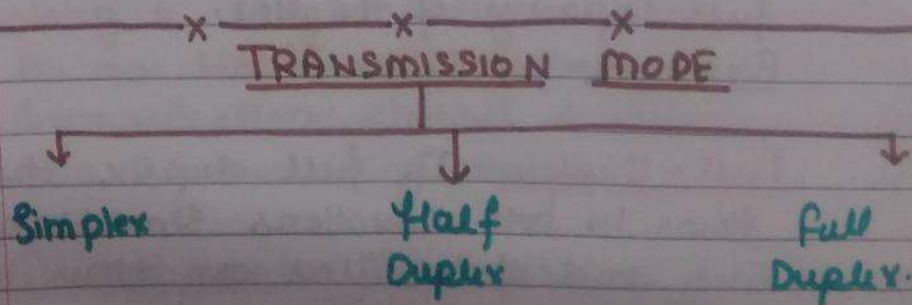 TRANSMISSION MODE
Simplex
Half
Duplex
Full
Duplex.